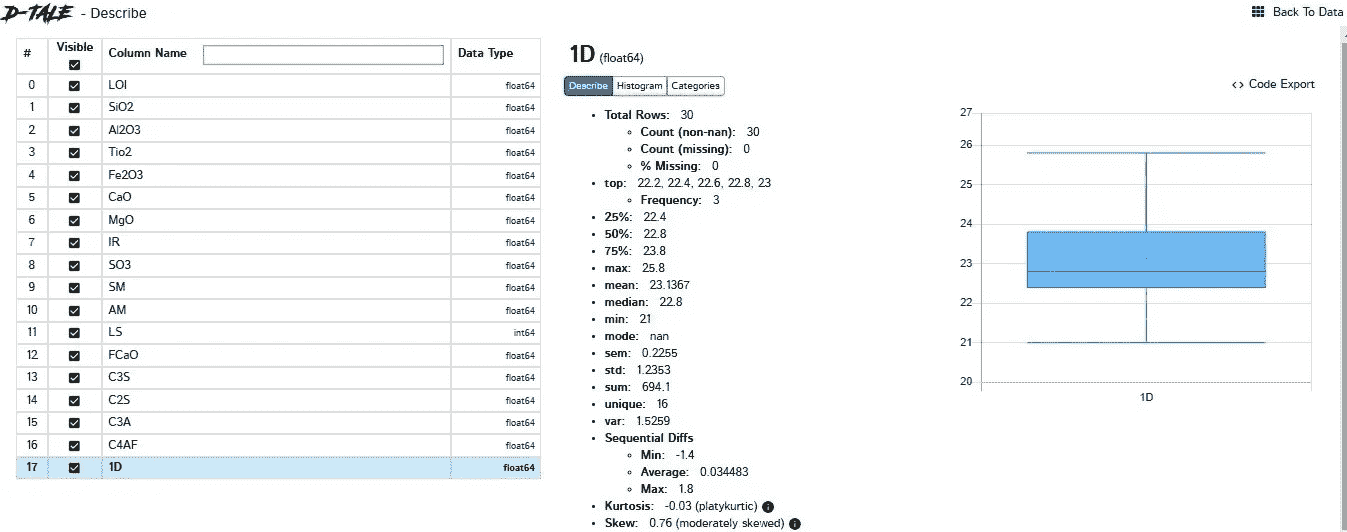 D-TALE - Describe
Back To Data
# Visible Column Name Data Type
0 LOI float64
1 SiO2 float64
2 Al2O3 float64
3 Tio2 float64
4 Fe2O3 float64
5 CaO float64
6 MgO float64
7 IR float64
8 SO3 float64
9 SM float64
10 AM float64
11 LS int64
12 FCaO float64
13 C3S float64
14 C2S float64
15 C3A float64
16 C4AF float64
17 1D float64
1D (float64)
Describe Histogram Categories
<> Code Export
Total Rows: 30
Count (non-nan): 30
Count (missing): 0
% Missing: 0
top: 22.2, 22.4, 22.6, 22.8, 23
Frequency: 3
25%: 22.4
50%: 22.8
75%: 23.8
max: 25.8
mean: 23.1367
median: 22.8
min: 21
mode: nan
sem: 0.2255
std: 1.2353
sum: 694.1
unique: 16
var: 1.5259
Sequential Diffs
Min: -1.4
Average: 0.034483
Max: 1.8
Kurtosis: -0.03 (platykurtic)
Skew: 0.76 (moderately skewed)
27
26
25
24
23
22
21
20
1D